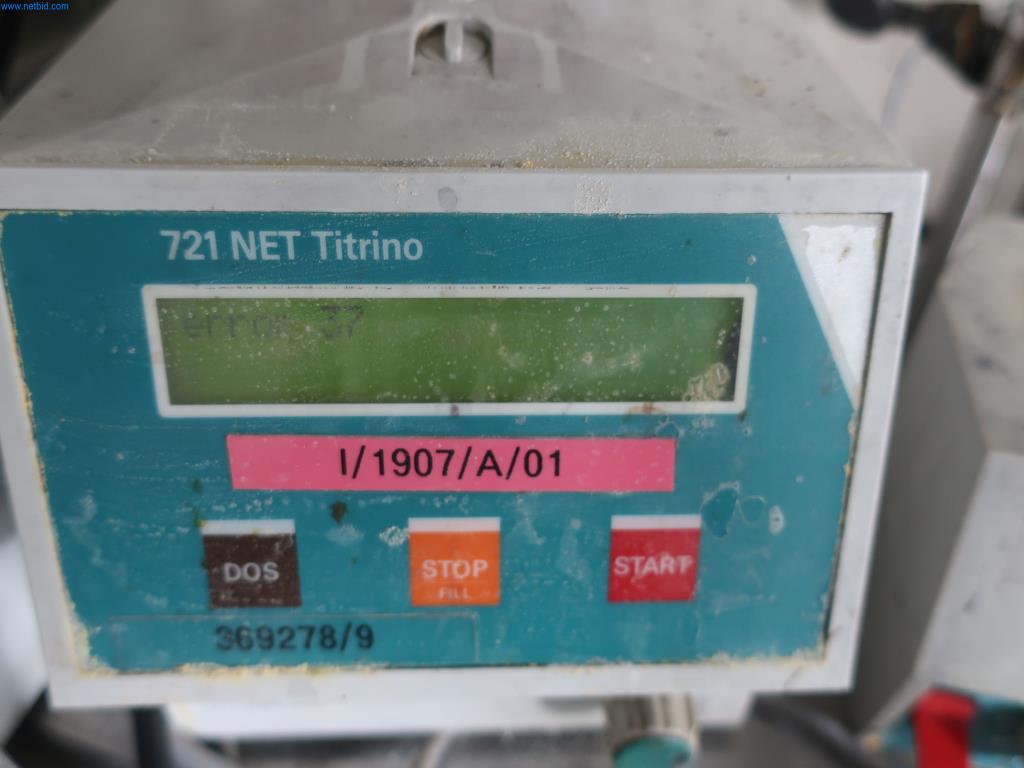 www.netbid.com
721 NET Titrino
error 37
I/1907/A/01
DOS
STOP
FILL
START
369278/9